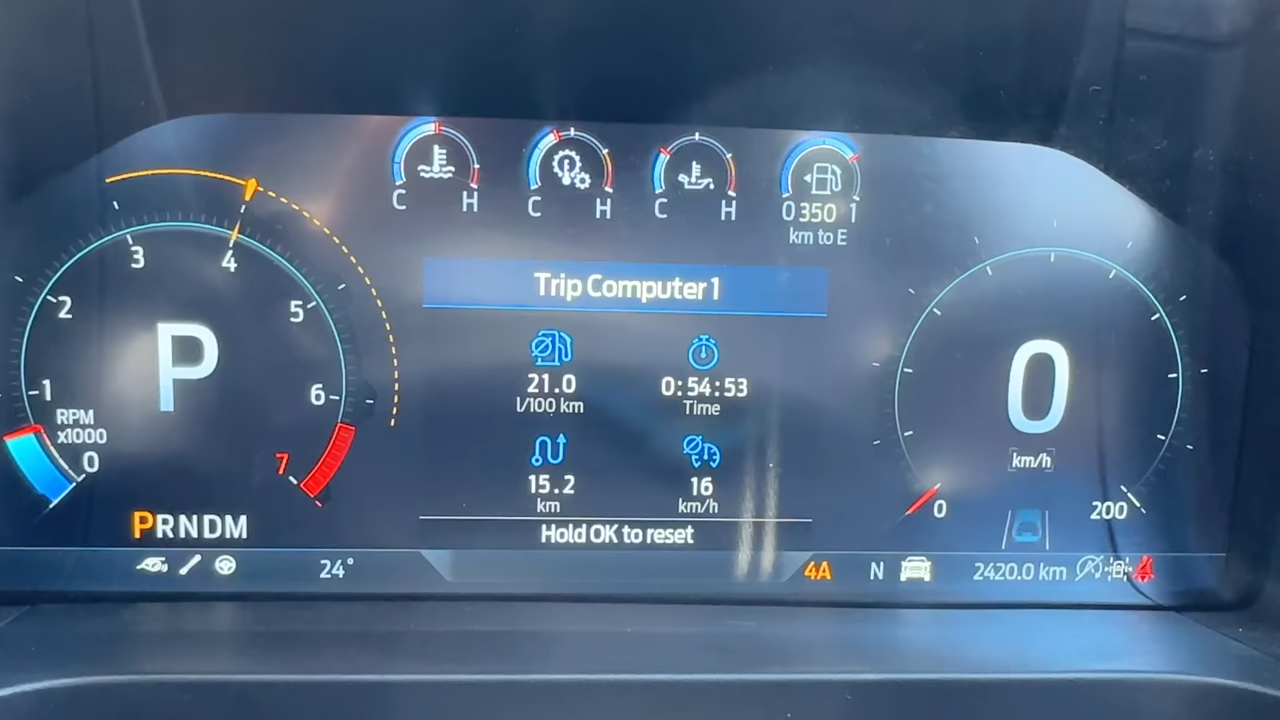 C H
C H
C H
0 350 1
km to E
Trip Computer 1
21.0
l/100 km
0:54:53
Time
15.2
km
16
km/h
Hold OK to reset
0
1
2
3
4
5
6
7
RPM
x1000
P
PRNDM
24°
0
km/h
0
200
4A
N
2420.0 km